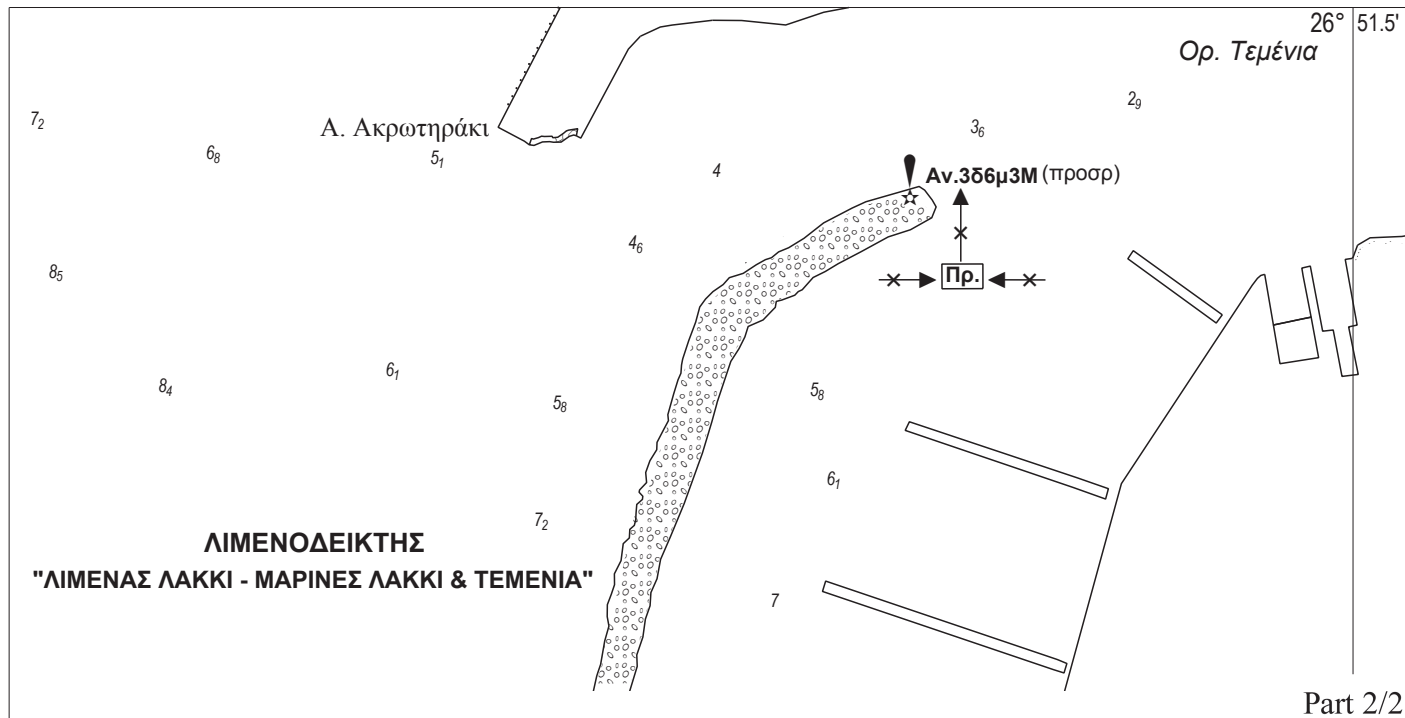 26° 51.5'
Ορ. Τεμένια
2₉
7₂
Α. Ακρωτηράκι
3₆
6₈
5₁
4
Αν.3δ6μ3Μ (προσρ)
4₆
8₅
Πρ.
6₁
8₄
5₈
5₈
6₁
7₂
ΛΙΜΕΝΟΔΕΙΚΤΗΣ
"ΛΙΜΕΝΑΣ ΛΑΚΚΙ - ΜΑΡΙΝΕΣ ΛΑΚΚΙ & ΤΕΜΕΝΙΑ"
7
Part 2/2